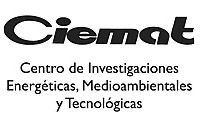 Ciemat
Centro de Investigaciones
Energéticas, Medioambientales
y Tecnológicas